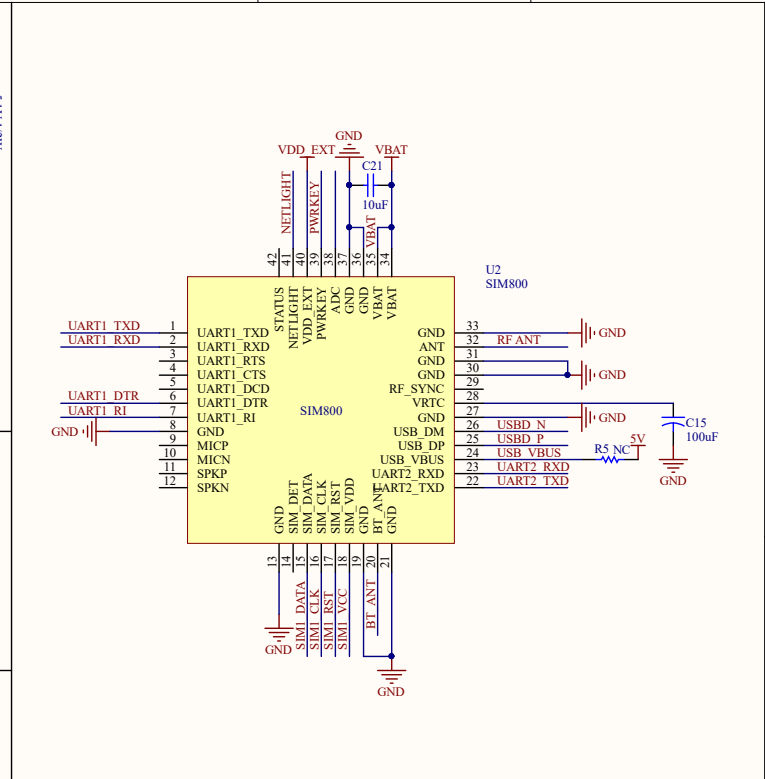 GND
VDD_EXT
VBAT
C21
10uF
NETLIGHT
PWRKEY
VBAT
42
41
40
39
38
37
36
35
34
U2
SIM800
STATUS
NETLIGHT
VDD_EXT
PWRKEY
ADC
GND
GND
VBAT
VBAT
UART1_TXD 1 UART1_TXD
UART1_RXD 2 UART1_RXD
3 UART1_RTS
4 UART1_CTS
5 UART1_DCD
UART1_DTR 6 UART1_DTR
UART1_RI 7 UART1_RI
GND 8 GND
9 MICP
10 MICN
11 SPKP
12 SPKN
SIM800
GND 33 GND
ANT 32 RF ANT
GND 31
GND 30 GND
RF_SYNC 29
VRTC 28
GND 27 GND
USB_DM 26 USBD_N
USB_DP 25 USBD_P
USB_VBUS 24 USB_VBUS
UART2_RXD 23 UART2_RXD
UART2_TXD 22 UART2_TXD
R5 NC
5V
C15
100uF
GND
GND
SIM_DET
SIM_DATA
SIM_CLK
SIM_RST
SIM_VDD
GND
BT_ANT
GND
13
14
15
16
17
18
19
20
21
SIM1_DATA
SIM1_CLK
SIM1_RST
SIM1_VCC
BT_ANT
GND
GND